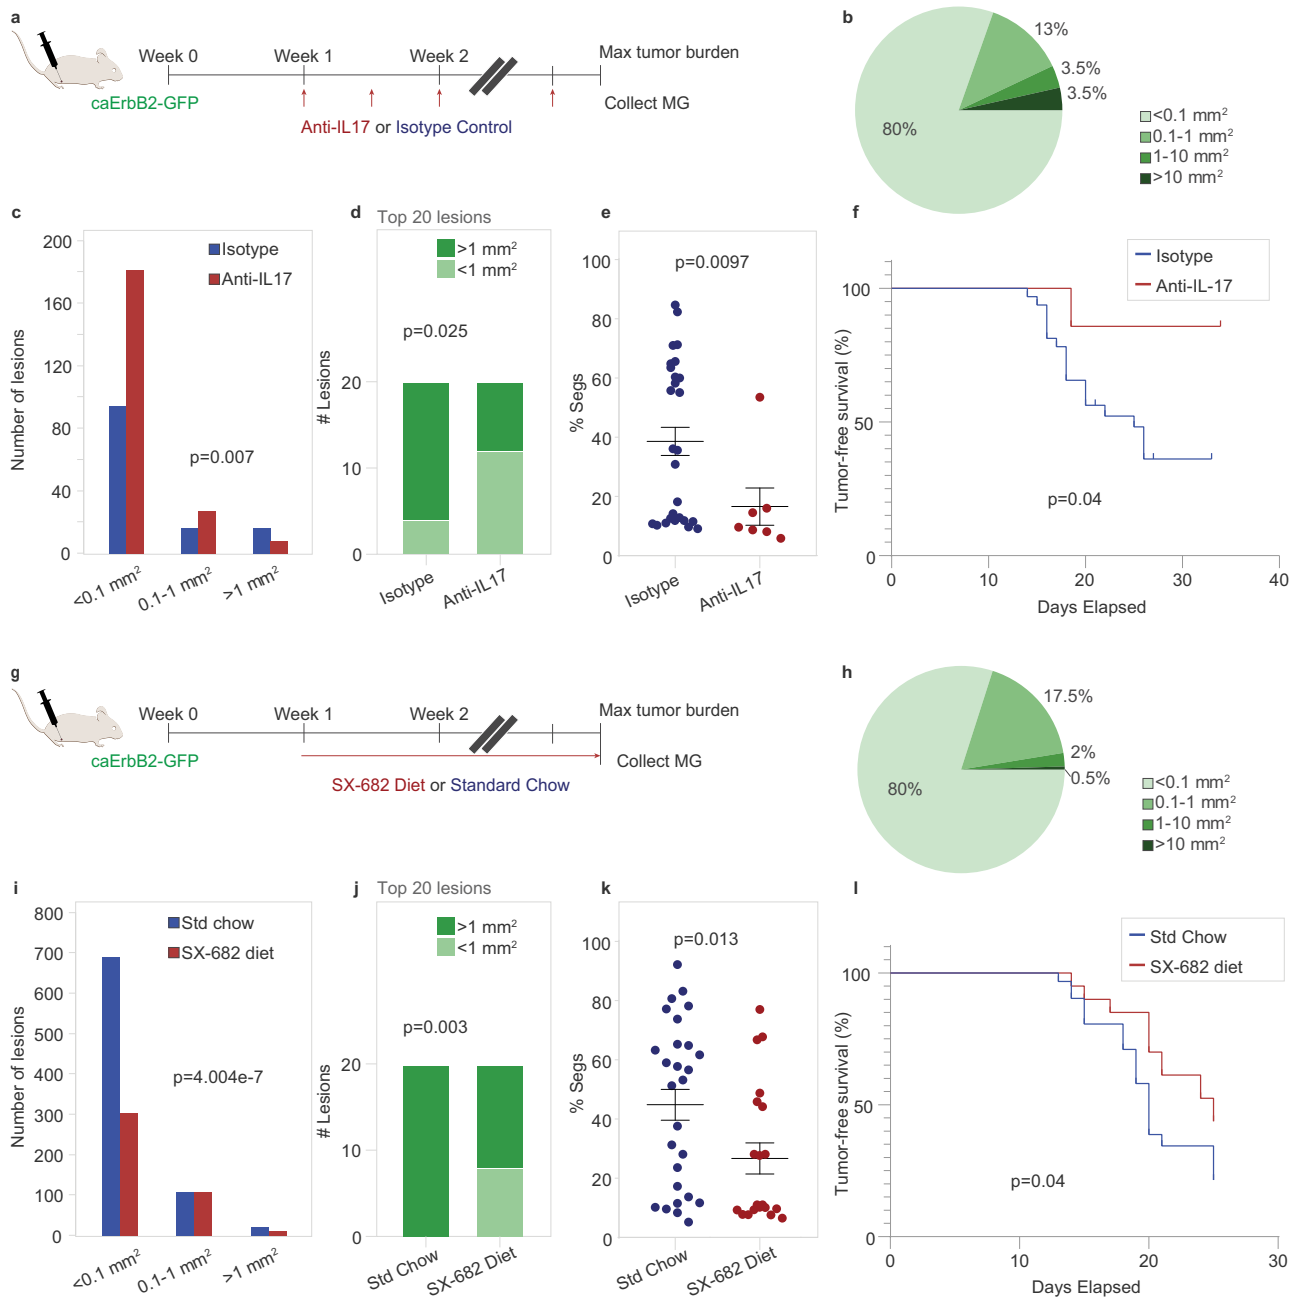 a
Week 0
Week 1
Week 2
Max tumor burden
caErbB2-GFP
Collect MG
Anti-IL17 or Isotype Control
b
13%
3.5%
3.5%
80%
<0.1 mm²
0.1-1 mm²
1-10 mm²
>10 mm²
c
Number of lesions
200
160
120
80
40
0
Isotype
Anti-IL17
p=0.007
<0.1 mm²
0.1-1 mm²
>1 mm²
d
Top 20 lesions
>1 mm²
<1 mm²
p=0.025
# Lesions
20
10
0
Isotype
Anti-IL17
e
p=0.0097
% Segs
100
80
60
40
20
0
Isotype
Anti-IL17
f
Isotype
Anti-IL-17
Tumor-free survival (%)
100
50
0
p=0.04
0
10
20
30
40
Days Elapsed
g
Week 0
Week 1
Week 2
Max tumor burden
caErbB2-GFP
Collect MG
SX-682 Diet or Standard Chow
h
17.5%
2%
0.5%
80%
<0.1 mm²
0.1-1 mm²
1-10 mm²
>10 mm²
i
Number of lesions
800
700
600
500
400
300
200
100
0
Std chow
SX-682 diet
p=4.004e-7
<0.1 mm²
0.1-1 mm²
>1 mm²
j
Top 20 lesions
>1 mm²
<1 mm²
p=0.003
# Lesions
20
10
0
Std Chow
SX-682 Diet
k
p=0.013
% Segs
100
80
60
40
20
0
Std Chow
SX-682 Diet
l
Std Chow
SX-682 diet
Tumor-free survival (%)
100
50
0
p=0.04
0
10
20
30
Days Elapsed